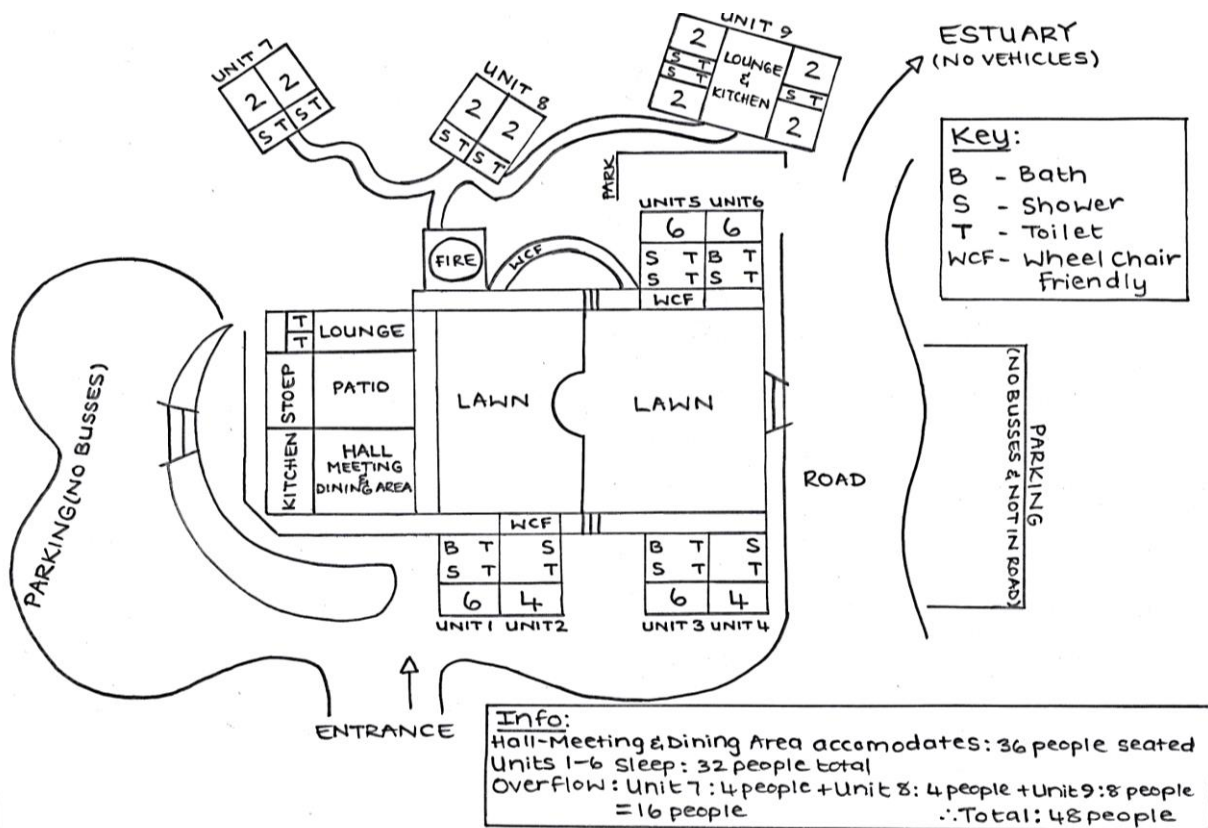 UNIT 7
2 2
S T S T
UNIT 8
2 2
S T S T
UNIT 9
2
S T
S T
2
LOUNGE
&
KITCHEN
2
S T
2
ESTUARY
(NO VEHICLES)
Key:
B - Bath
S - Shower
T - Toilet
WCF - Wheel Chair
Friendly
PARK
UNIT5 UNIT6
6 6
S T B T
S T S T
WCF
FIRE
WCF
T
T
LOUNGE
STOEP
PATIO
KITCHEN
HALL
MEETING
&
DINING AREA
LAWN
LAWN
PARKING (NO BUSSES)
ROAD
PARKING
(NO BUSSES & NOT IN ROAD)
WCF
B T S
S T T
6 4
UNIT1 UNIT2
B T S
S T T
6 4
UNIT3 UNIT4
ENTRANCE
Info:
Hall-Meeting & Dining Area accomodates: 36 people seated
Units 1-6 Sleep: 32 people total
Overflow: Unit 7: 4 people + Unit 8: 4 people + Unit 9: 8 people
= 16 people ∴ Total: 48 people